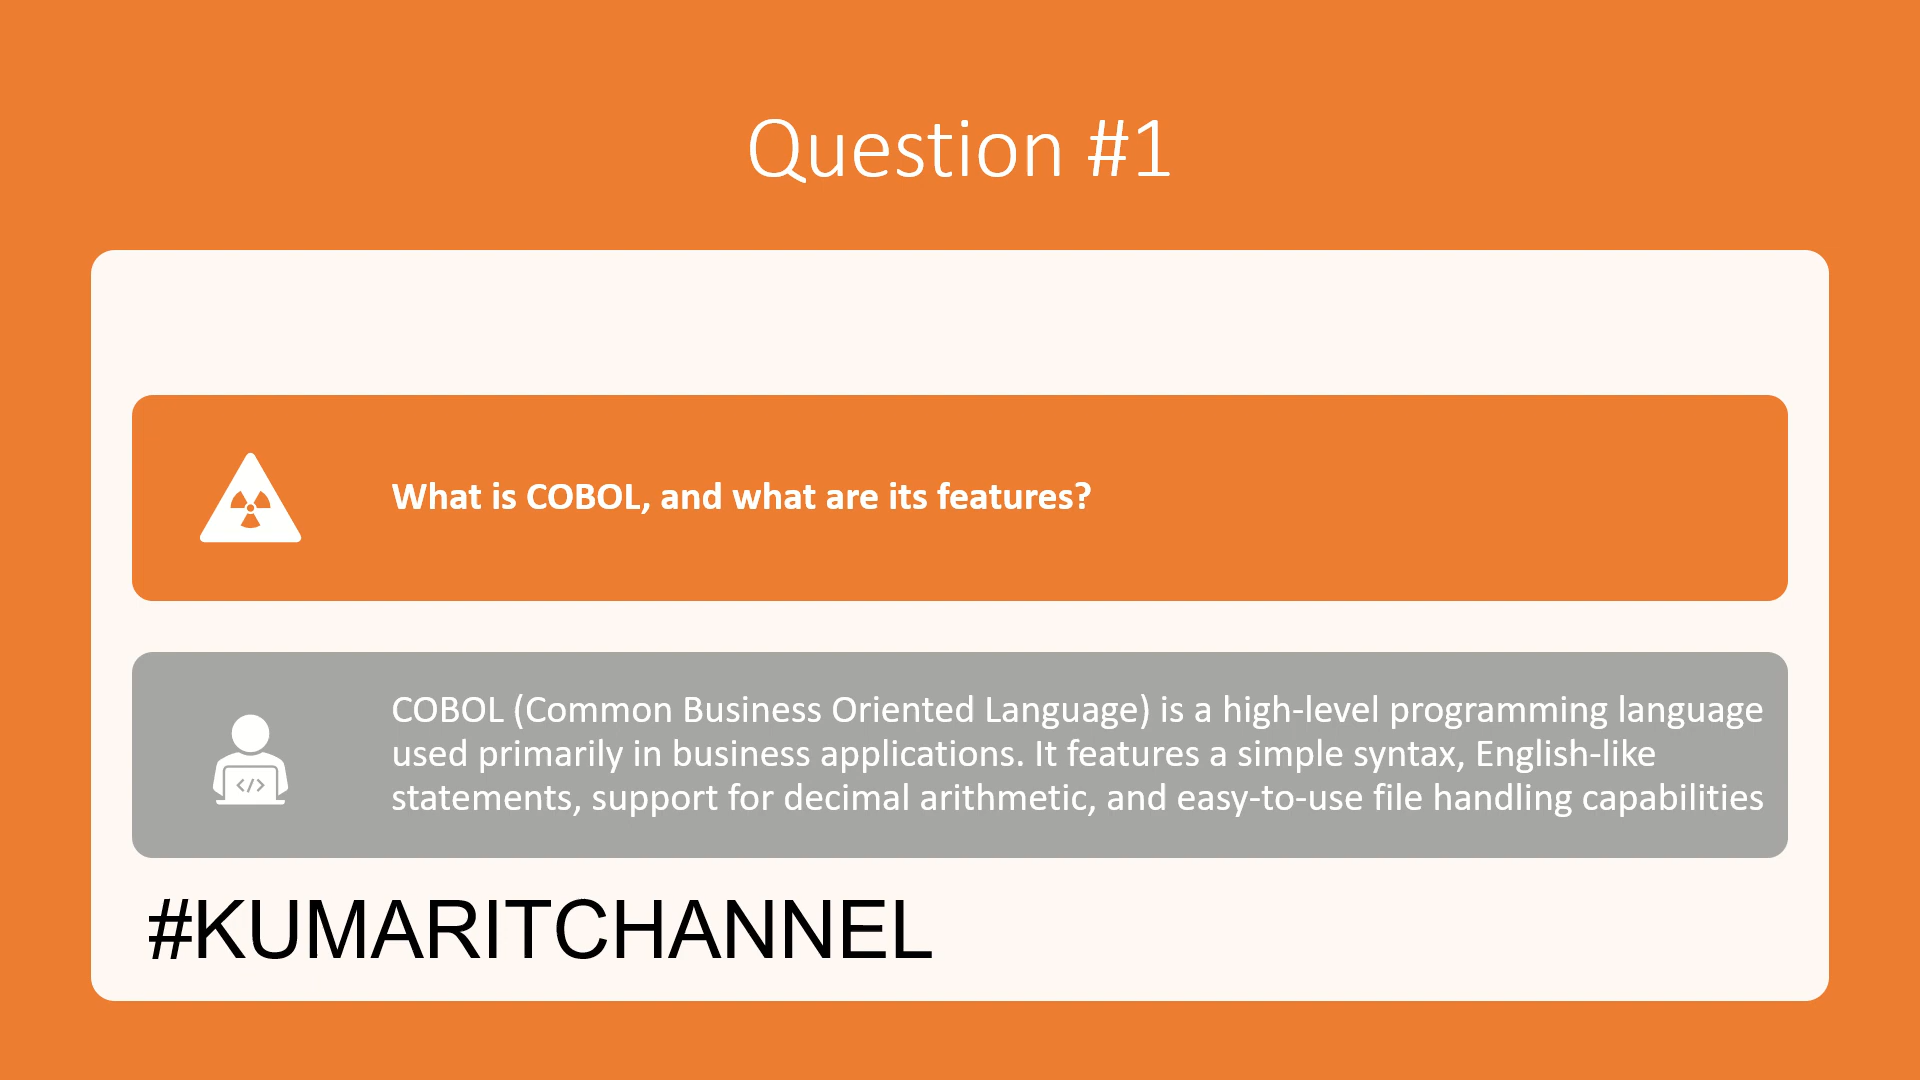 Question #1
What is COBOL, and what are its features?
COBOL (Common Business Oriented Language) is a high-level programming language
used primarily in business applications. It features a simple syntax, English-like
statements, support for decimal arithmetic, and easy-to-use file handling capabilities
</>
#KUMARITCHANNEL